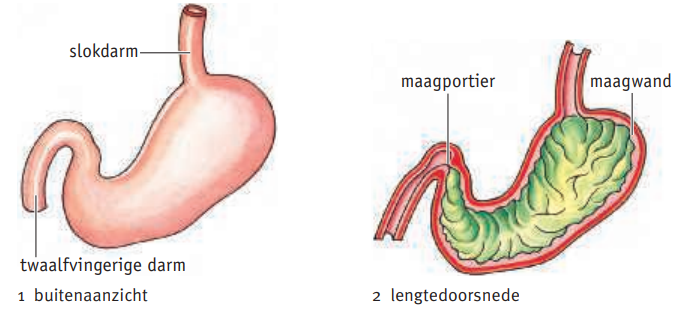 slokdarm
maagportier
maagwand
twaalfvingerige darm
1 buitenaanzicht
2 lengtedoorsnede